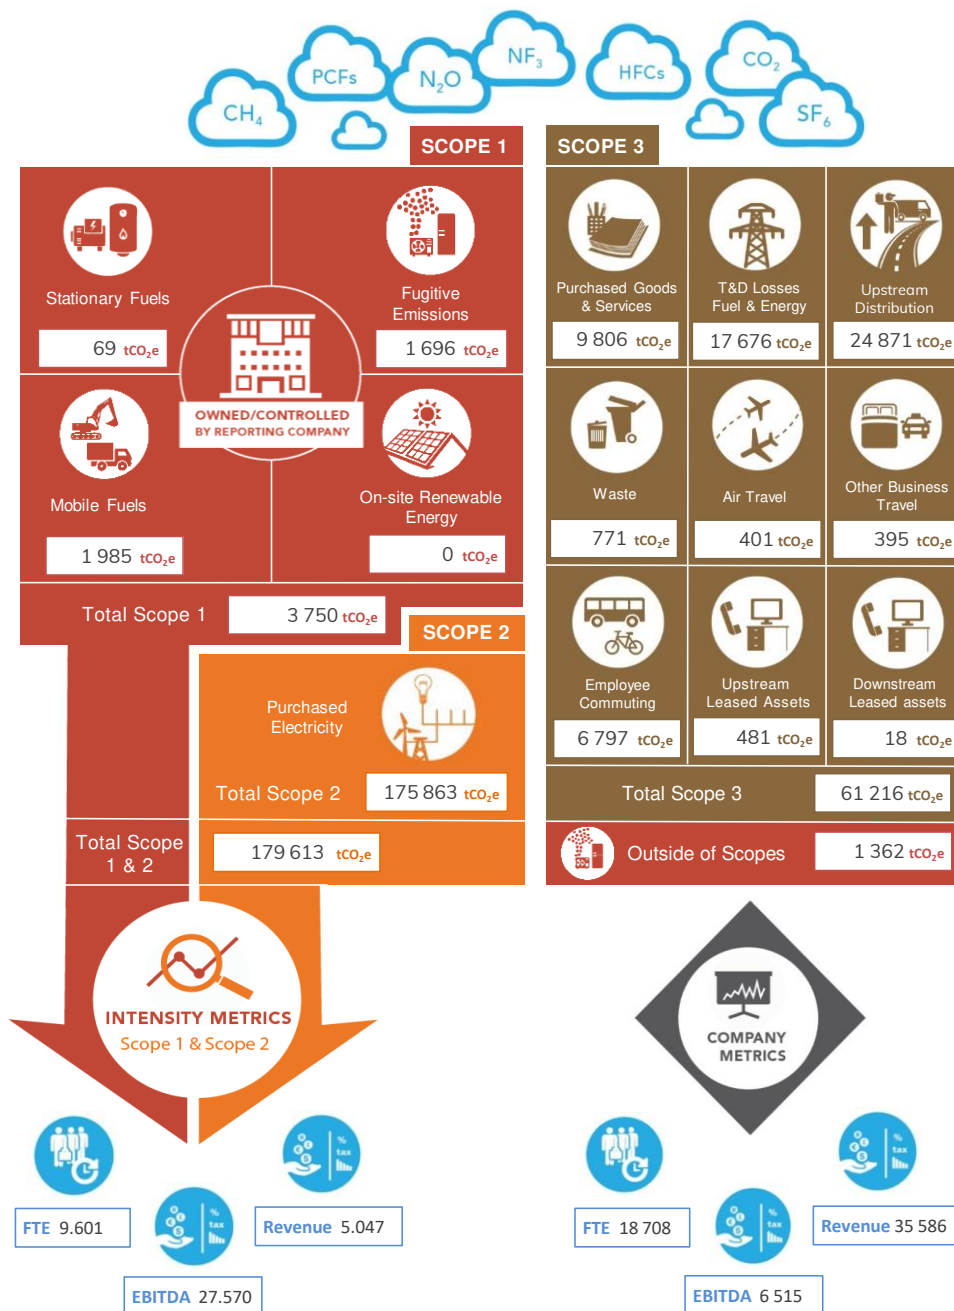 CH₄
PCFs
N₂O
NF₃
HFCs
CO₂
SF₆
SCOPE 1
Stationary Fuels
69 tCO₂e
Fugitive
Emissions
1 696 tCO₂e
OWNED/CONTROLLED
BY REPORTING COMPANY
Mobile Fuels
1 985 tCO₂e
On-site Renewable
Energy
0 tCO₂e
Total Scope 1
3 750 tCO₂e
SCOPE 2
Purchased
Electricity
Total Scope 2
175 863 tCO₂e
Total Scope
1 & 2
179 613 tCO₂e
SCOPE 3
Purchased Goods
& Services
9 806 tCO₂e
T&D Losses
Fuel & Energy
17 676 tCO₂e
Upstream
Distribution
24 871 tCO₂e
Waste
771 tCO₂e
Air Travel
401 tCO₂e
Other Business
Travel
395 tCO₂e
Employee
Commuting
6 797 tCO₂e
Upstream
Leased Assets
481 tCO₂e
Downstream
Leased assets
18 tCO₂e
Total Scope 3
61 216 tCO₂e
Outside of Scopes
1 362 tCO₂e
INTENSITY METRICS
Scope 1 & Scope 2
% 
tax
FTE 9.601
% 
tax
EBITDA 27.570
Revenue 5.047
COMPANY
METRICS
FTE 18 708
% 
tax
EBITDA 6 515
% 
tax
Revenue 35 586